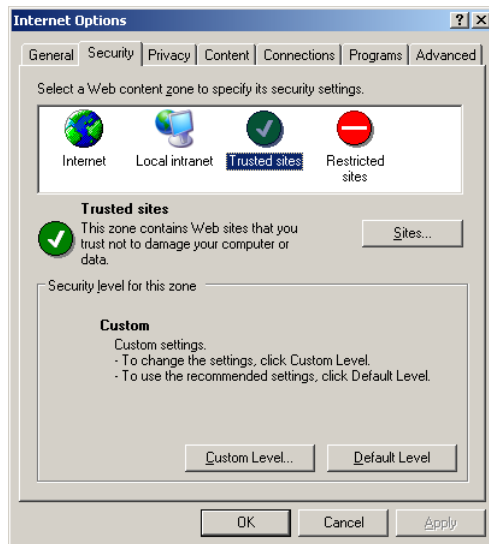 Internet Options
General Security Privacy Content Connections Programs Advanced
Select a Web content zone to specify its security settings.
Internet Local intranet Trusted sites Restricted
sites
Trusted sites
This zone contains Web sites that you
trust not to damage your computer or
data.
Sites...
Security level for this zone
Custom
Custom settings.
- To change the settings, click Custom Level.
- To use the recommended settings, click Default Level.
Custom Level... Default Level
OK Cancel Apply